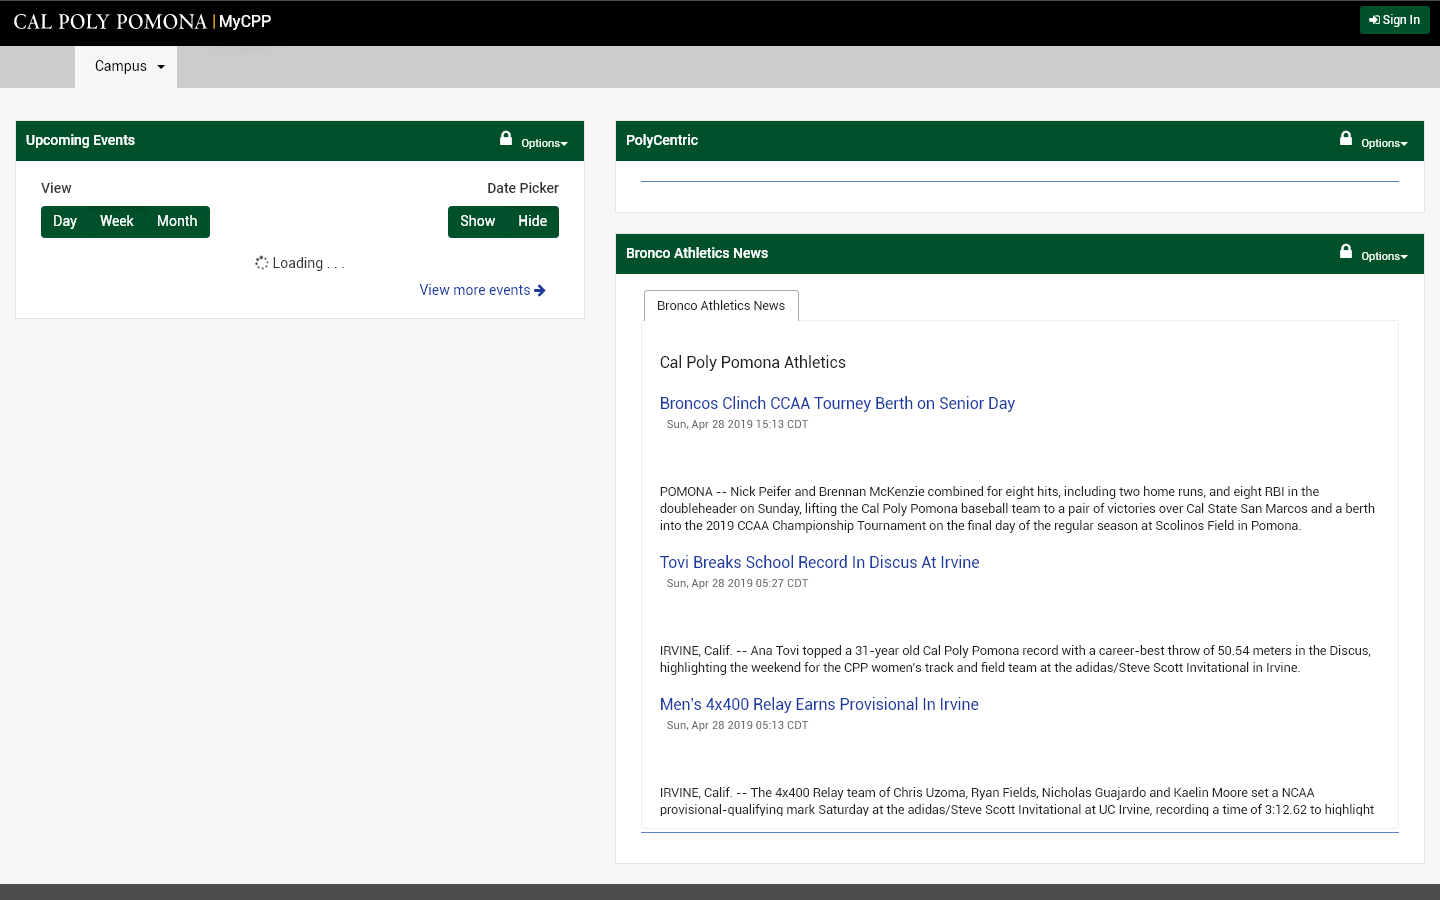 CAL POLY POMONA | MyCPP
Sign In
Campus
Upcoming Events
Options
View
Date Picker
Day Week Month
Show Hide
Loading . . .
View more events
PolyCentric
Options
Bronco Athletics News
Options
Bronco Athletics News
Cal Poly Pomona Athletics
Broncos Clinch CCAA Tourney Berth on Senior Day
Sun, Apr 28 2019 15:13 CDT
POMONA -- Nick Peifer and Brennan McKenzie combined for eight hits, including two home runs, and eight RBI in the
doubleheader on Sunday, lifting the Cal Poly Pomona baseball team to a pair of victories over Cal State San Marcos and a berth
into the 2019 CCAA Championship Tournament on the final day of the regular season at Scolinos Field in Pomona.
Tovi Breaks School Record In Discus At Irvine
Sun, Apr 28 2019 05:27 CDT
IRVINE, Calif. -- Ana Tovi topped a 31-year old Cal Poly Pomona record with a career-best throw of 50.54 meters in the Discus,
highlighting the weekend for the CPP women's track and field team at the adidas/Steve Scott Invitational in Irvine.
Men's 4x400 Relay Earns Provisional In Irvine
Sun, Apr 28 2019 05:13 CDT
IRVINE, Calif. -- The 4x400 Relay team of Chris Uzoma, Ryan Fields, Nicholas Guajardo and Kaelin Moore set a NCAA
provisional-qualifying mark Saturday at the adidas/Steve Scott Invitational at UC Irvine, recording a time of 3:12.62 to highlight